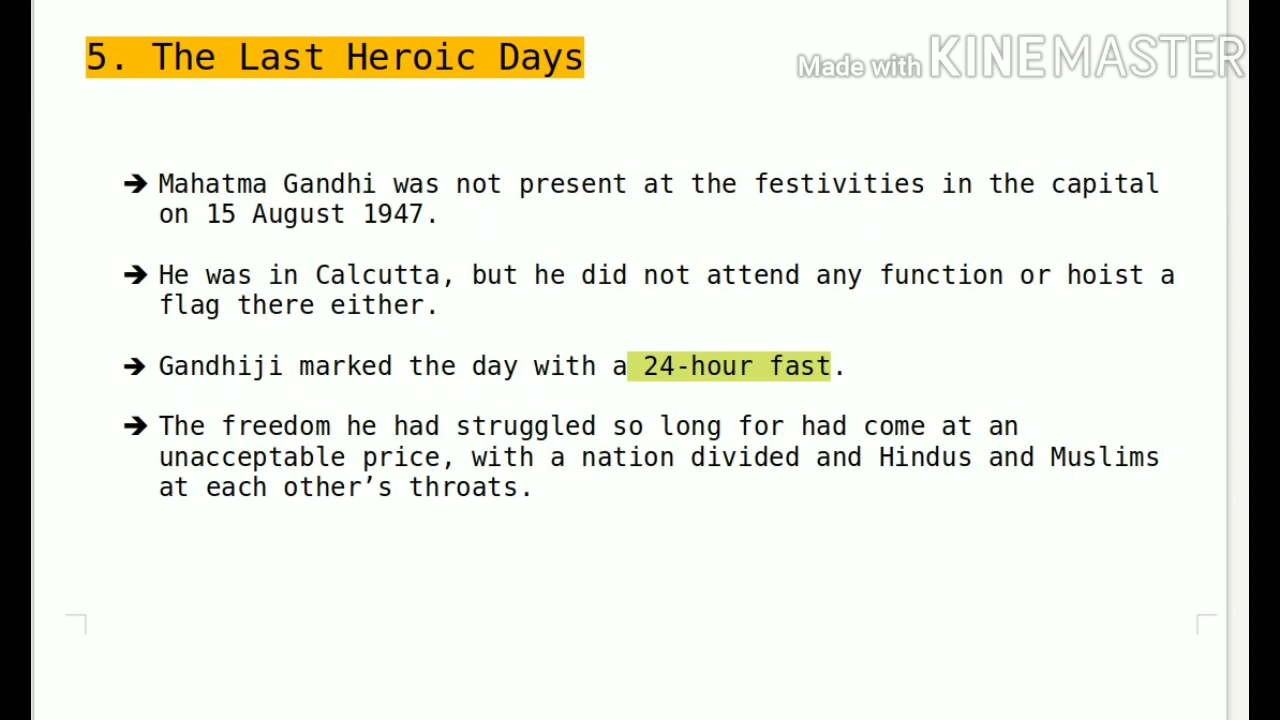 5. The Last Heroic Days
Made with KINEMASTER
➔ Mahatma Gandhi was not present at the festivities in the capital
on 15 August 1947.
➔ He was in Calcutta, but he did not attend any function or hoist a
flag there either.
➔ Gandhiji marked the day with a 24-hour fast.
➔ The freedom he had struggled so long for had come at an
unacceptable price, with a nation divided and Hindus and Muslims
at each other’s throats.